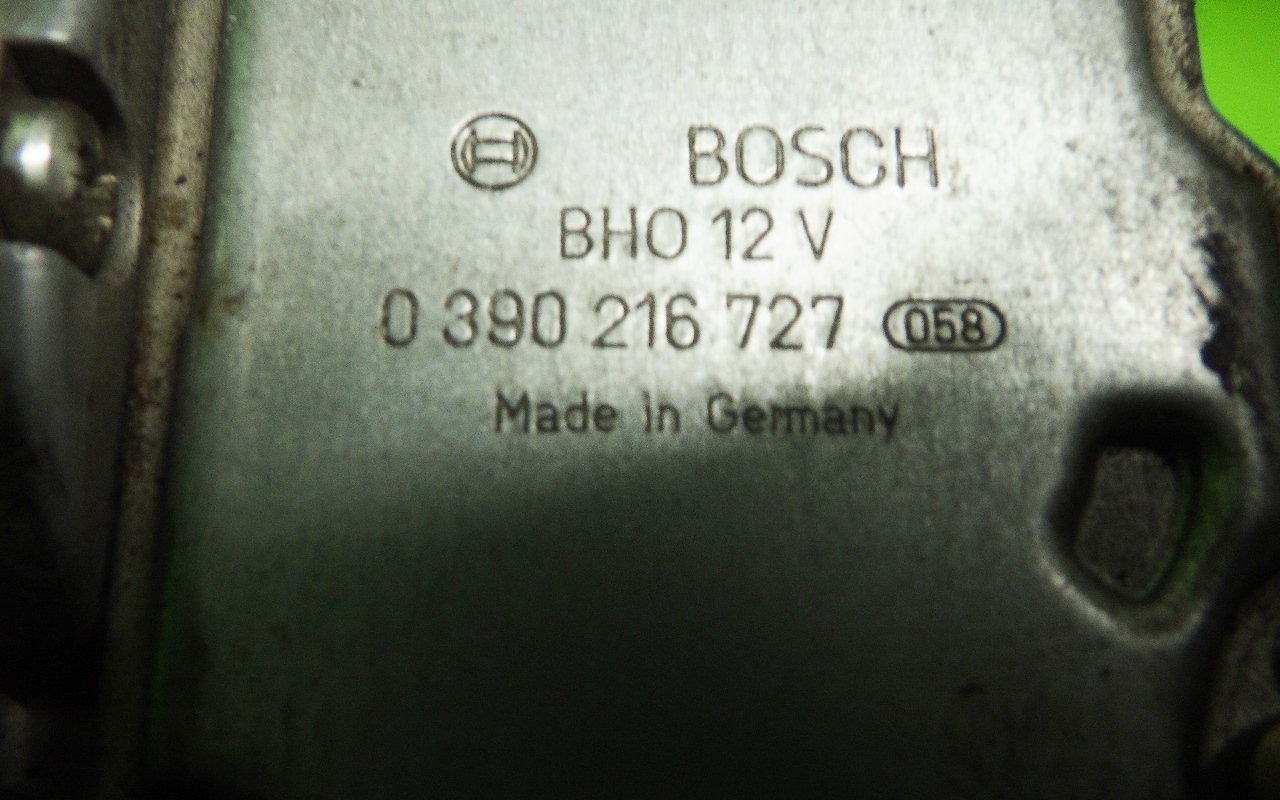 BOSCH
BHO 12 V
0 390 216 727 058
Made in Germany